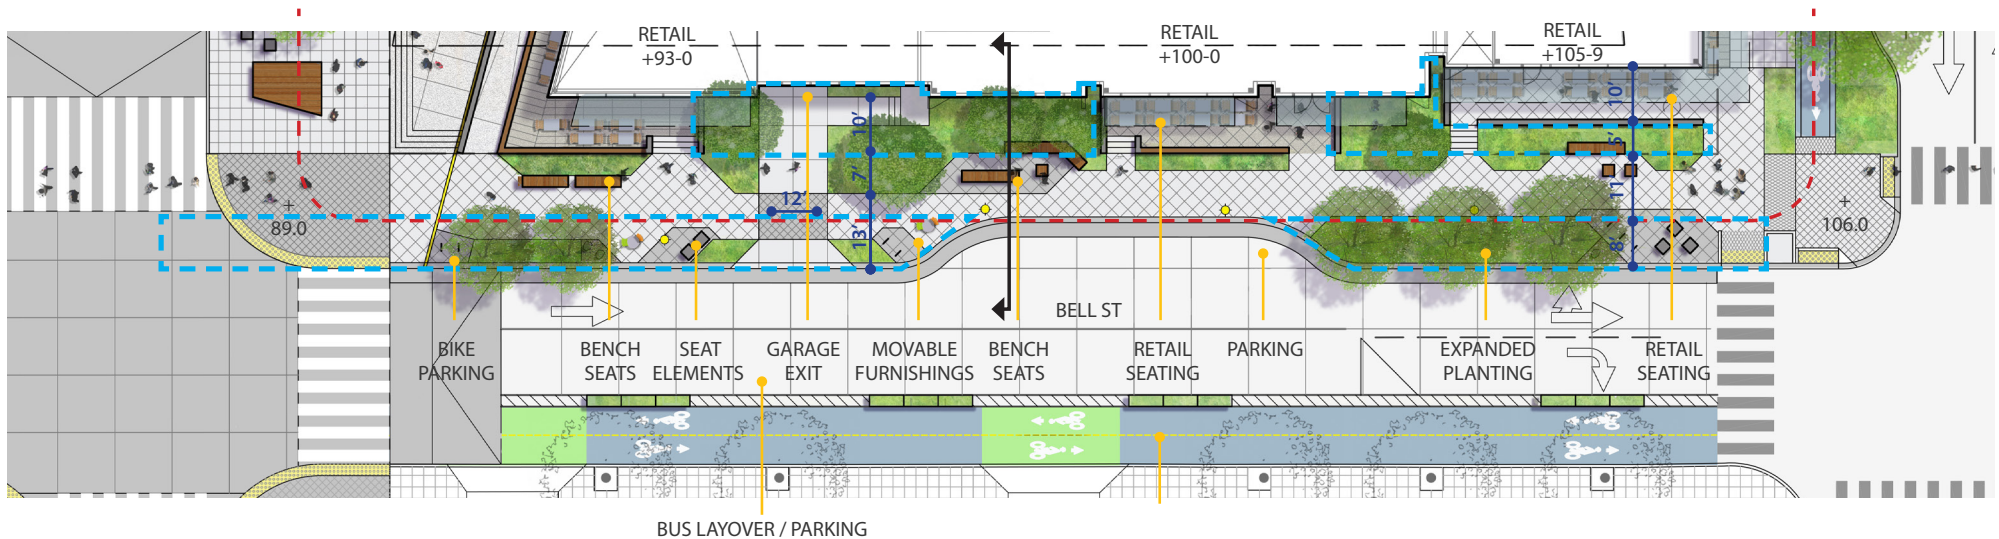 RETAIL
+93-0
RETAIL
+100-0
RETAIL
+105-9
10'
7'
12'
13'
10'
5'
11'
8'
+
89.0
+
106.0
BELL ST
BIKE
PARKING
BENCH
SEATS
SEAT
ELEMENTS
GARAGE
EXIT
MOVABLE
FURNISHINGS
BENCH
SEATS
RETAIL
SEATING
PARKING
EXPANDED
PLANTING
RETAIL
SEATING
BUS LAYOVER / PARKING